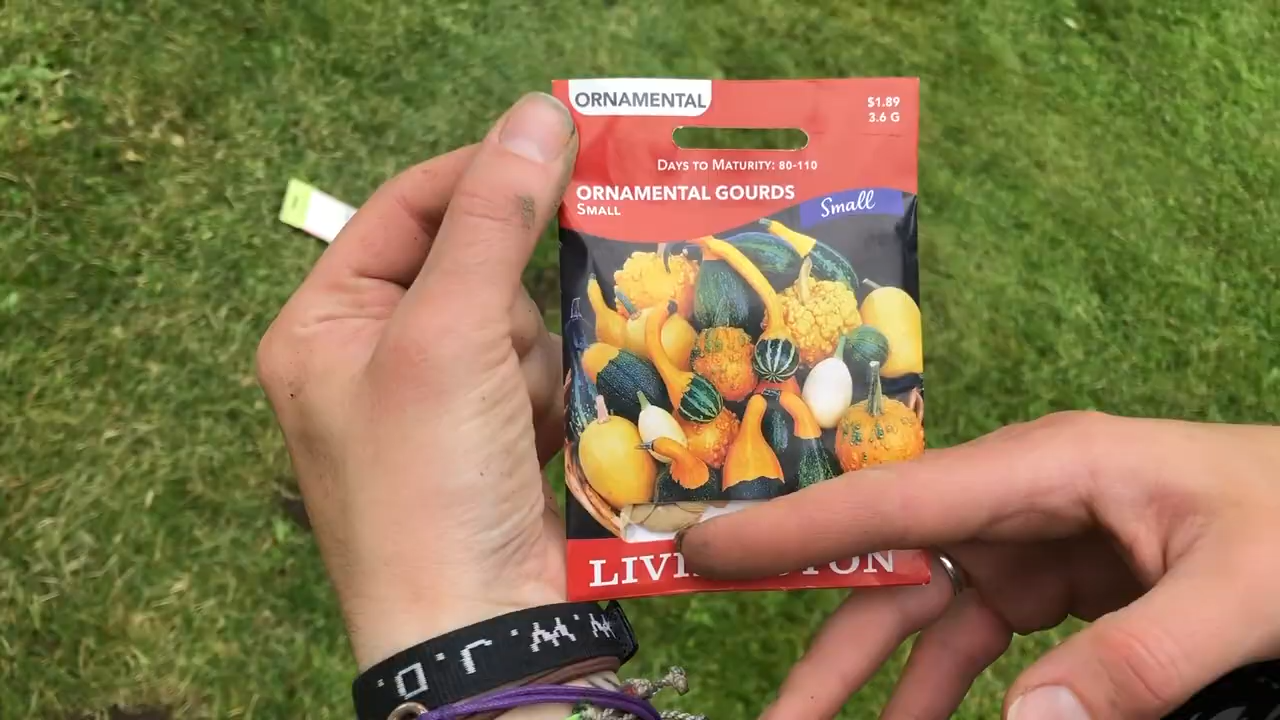 ORNAMENTAL
$1.89
3.6 G
DAYS TO MATURITY: 80-110
ORNAMENTAL GOURDS
SMALL
Small